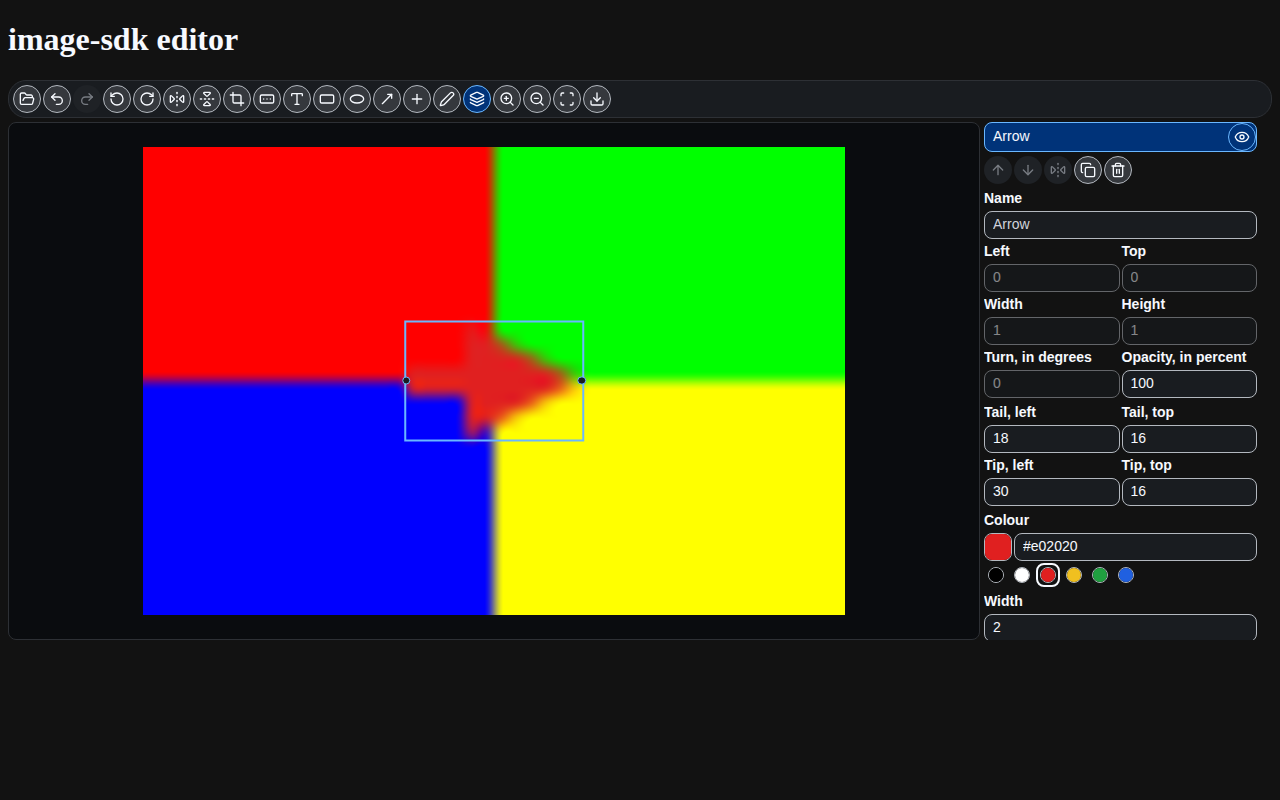 image-sdk editor
Arrow
Name
Arrow
Left Top
0 0
Width Height
1 1
Turn, in degrees Opacity, in percent
0 100
Tail, left Tail, top
18 16
Tip, left Tip, top
30 16
Colour
#e02020
Width
2